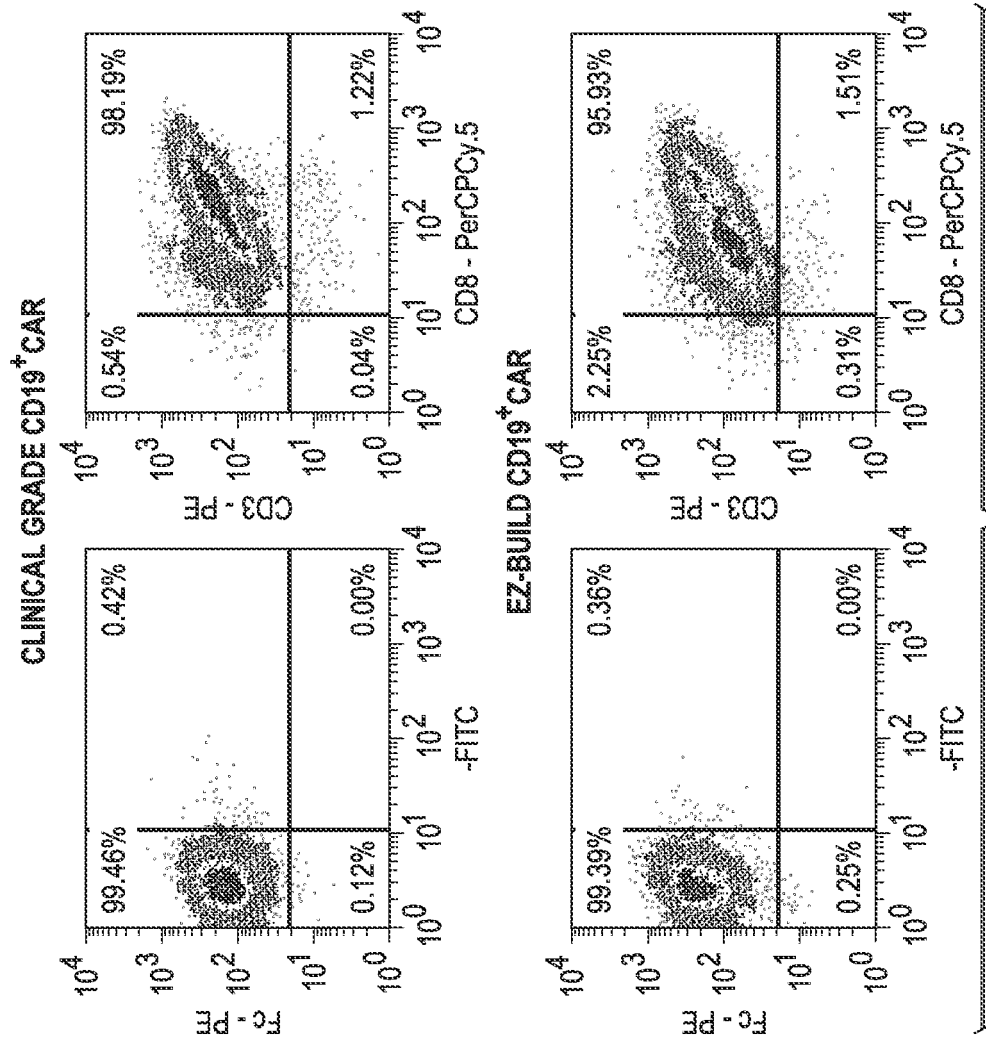 CLINICAL GRADE CD19⁺CAR
10⁴
10³
10²
10¹
10⁰
Fc - PE
99.46%
0.42%
0.12%
0.00%
10⁰ 10¹ 10² 10³ 10⁴
-FITC
10⁴
10³
10²
10¹
10⁰
CD3 - PE
0.54%
98.19%
0.04%
1.22%
10⁰ 10¹ 10² 10³ 10⁴
CD8 - PerCPCy.5
EZ-BUILD CD19⁺CAR
10⁴
10³
10²
10¹
10⁰
Fc - PE
99.39%
0.36%
0.25%
0.00%
10⁰ 10¹ 10² 10³ 10⁴
-FITC
10⁴
10³
10²
10¹
10⁰
CD3 - PE
2.25%
95.93%
0.31%
1.51%
10⁰ 10¹ 10² 10³ 10⁴
CD8 - PerCPCy.5